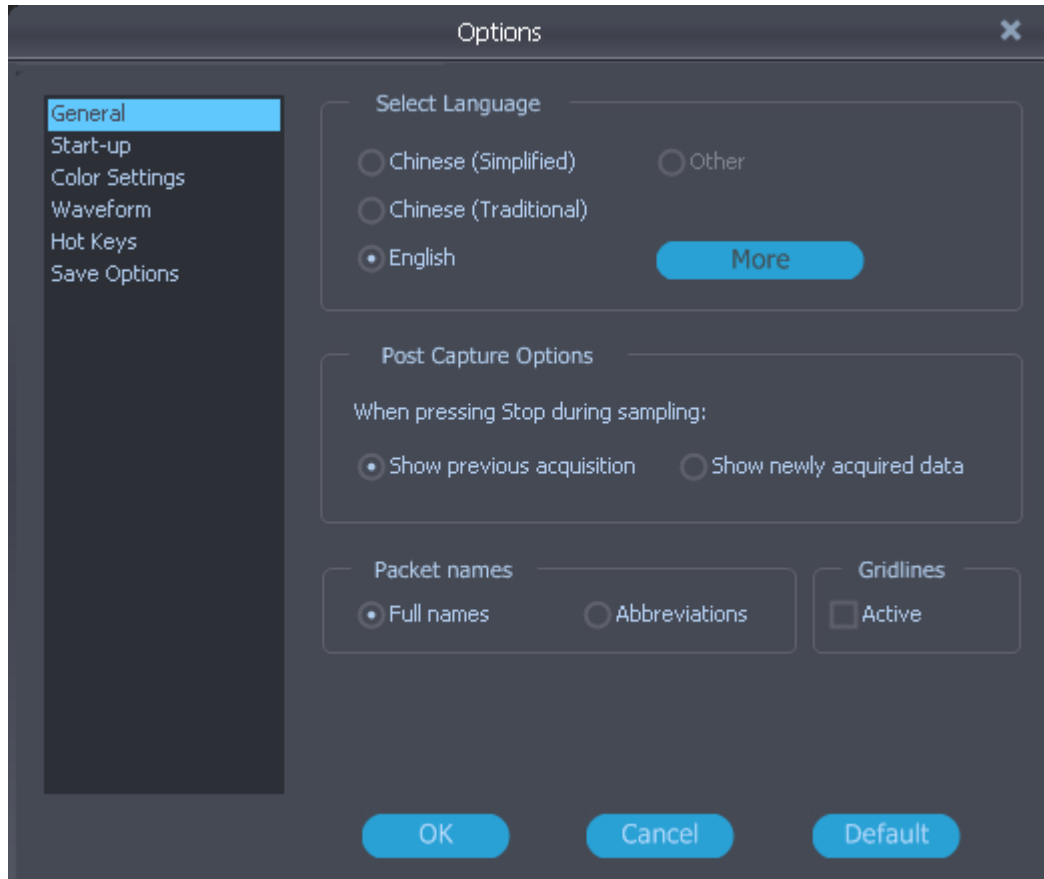 Options
General
Start-up
Color Settings
Waveform
Hot Keys
Save Options
Select Language
Chinese (Simplified)
Other
Chinese (Traditional)
English
More
Post Capture Options
When pressing Stop during sampling:
Show previous acquisition
Show newly acquired data
Packet names
Full names
Abbreviations
Gridlines
Active
OK
Cancel
Default